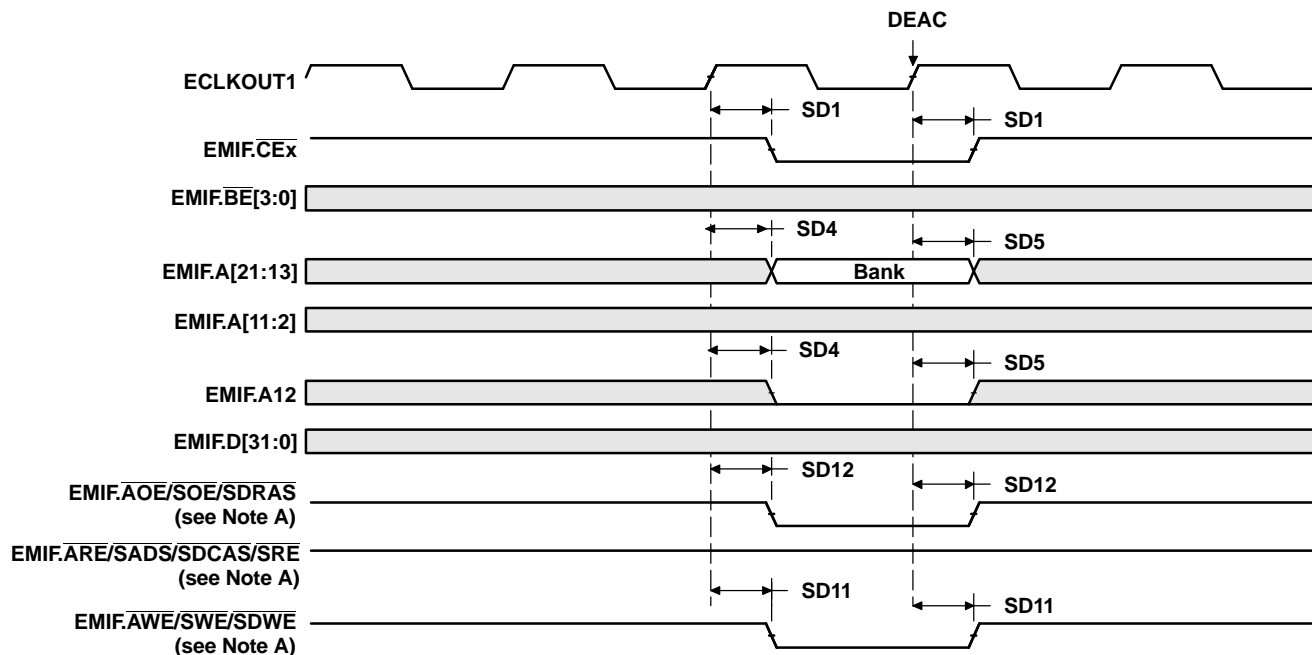 DEAC
ECLKOUT1
SD1 SD1
EMIF.CEx
EMIF.BE[3:0]
SD4 SD5
EMIF.A[21:13] Bank
EMIF.A[11:2]
SD4 SD5
EMIF.A12
EMIF.D[31:0]
SD12 SD12
EMIF.AOE/SOE/SDRAS
(see Note A)
EMIF.ARE/SADS/SDCAS/SRE
(see Note A)
SD11 SD11
EMIF.AWE/SWE/SDWE
(see Note A)